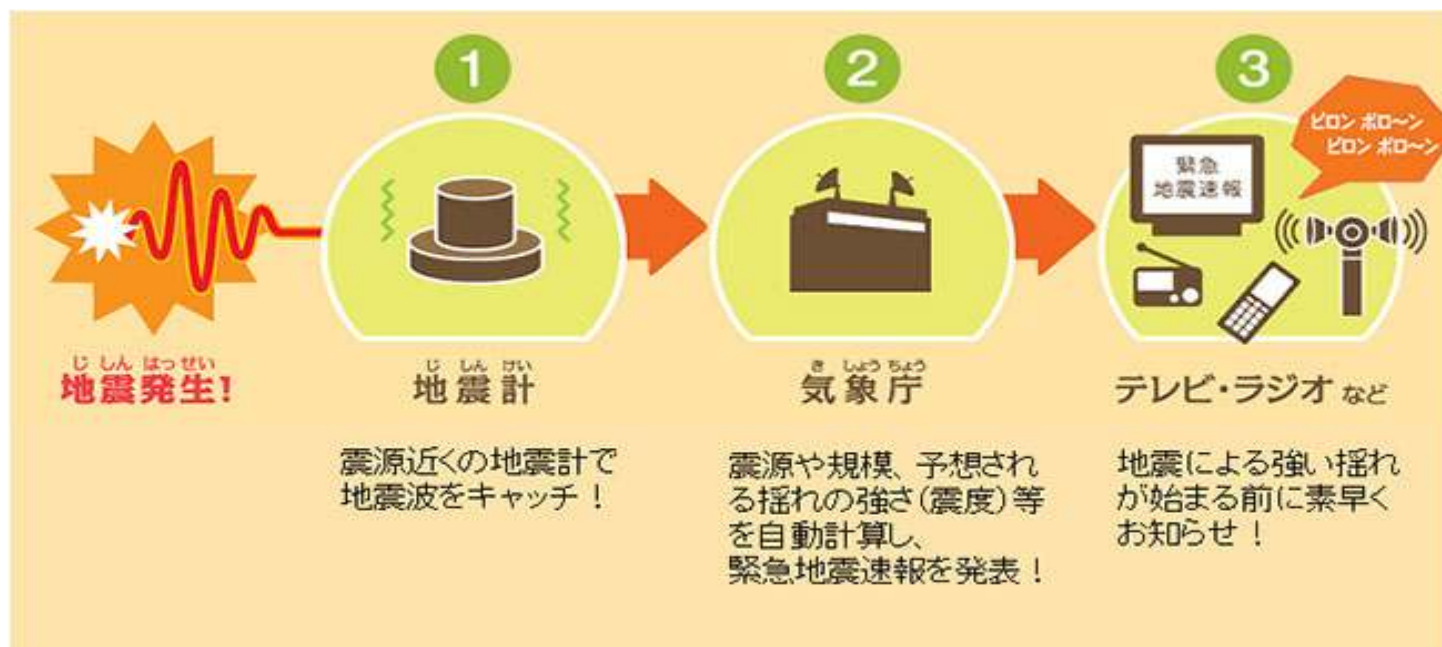 1
2
3
ピロン ポロ～ン
ピロン ポロ～ン
緊急
地震速報
じ しん はっ せい
地震発生!
じ しん けい
地震計
き しょう ちょう
気象庁
テレビ・ラジオ など
震源近くの地震計で
地震波をキャッチ！
震源や規模、予想され
る揺れの強さ(震度)等
を自動計算し、
緊急地震速報を発表！
地震による強い揺れ
が始まる前に素早く
お知らせ！